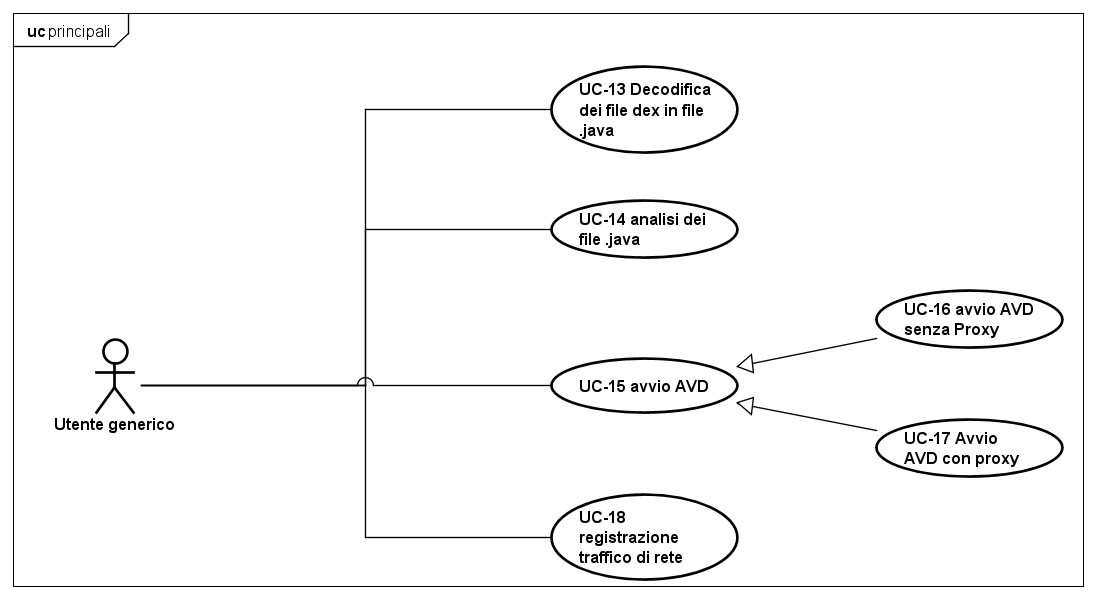 uc principali
UC-13 Decodifica
dei file dex in file
.java
UC-14 analisi dei
file .java
UC-16 avvio AVD
senza Proxy
UC-15 avvio AVD
Utente generico
UC-17 Avvio
AVD con proxy
UC-18
registrazione
traffico di rete